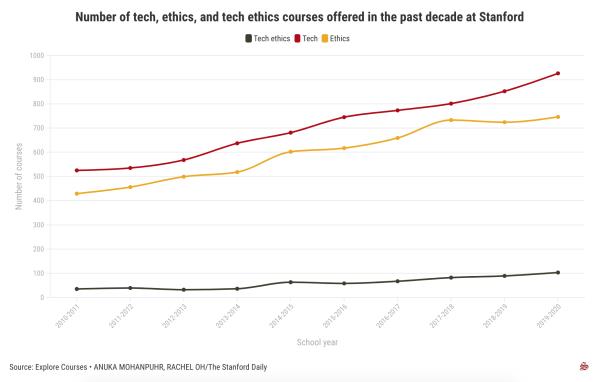 Number of tech, ethics, and tech ethics courses offered in the past decade at Stanford
Tech ethics Tech Ethics
1000
900
800
700
600
500
400
300
200
100
0
Number of courses
2010-2011 2011-2012 2012-2013 2013-2014 2014-2015 2015-2016 2016-2017 2017-2018 2018-2019 2019-2020
School year
Source: Explore Courses • ANUKA MOHANPUHR, RACHEL OH/The Stanford Daily